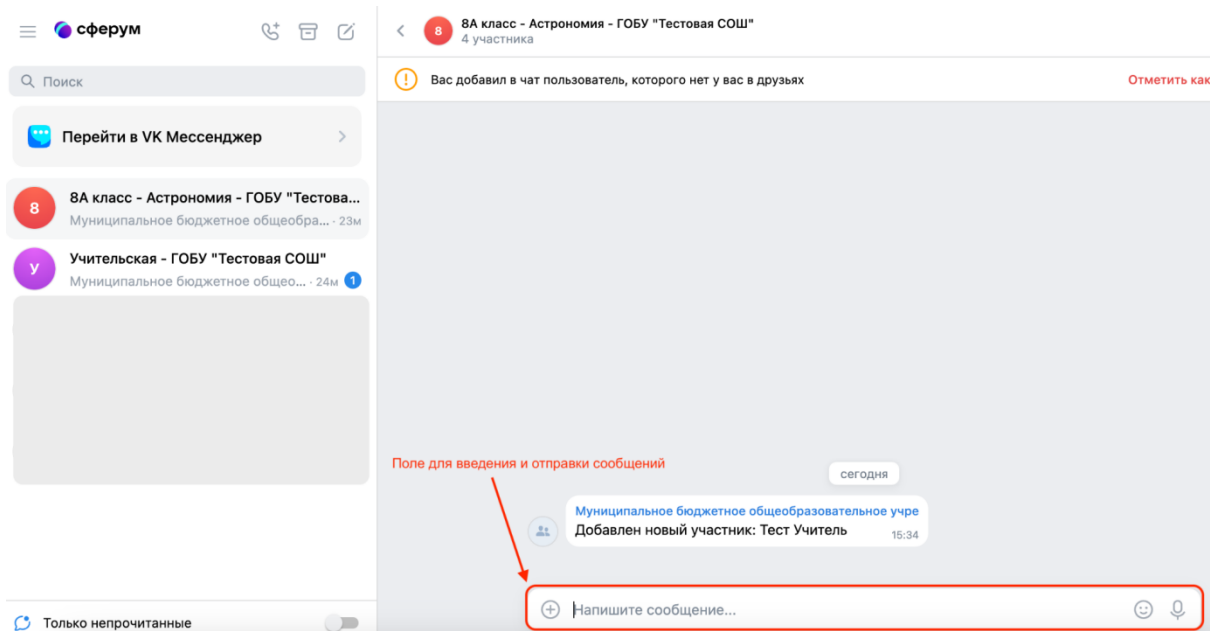 сферум
Поиск
Перейти в VK Мессенджер
8
8А класс - Астрономия - ГОБУ "Тестова...
Муниципальное бюджетное общеобра... · 23м
У
Учительская - ГОБУ "Тестовая СОШ"
Муниципальное бюджетное общео... · 24м 1
Только непрочитанные
8
8А класс - Астрономия - ГОБУ "Тестовая СОШ"
4 участника
Вас добавил в чат пользователь, которого нет у вас в друзьях
Отметить как
Поле для введения и отправки сообщений
сегодня
Муниципальное бюджетное общеобразовательное учре
Добавлен новый участник: Тест Учитель 15:34
Напишите сообщение...